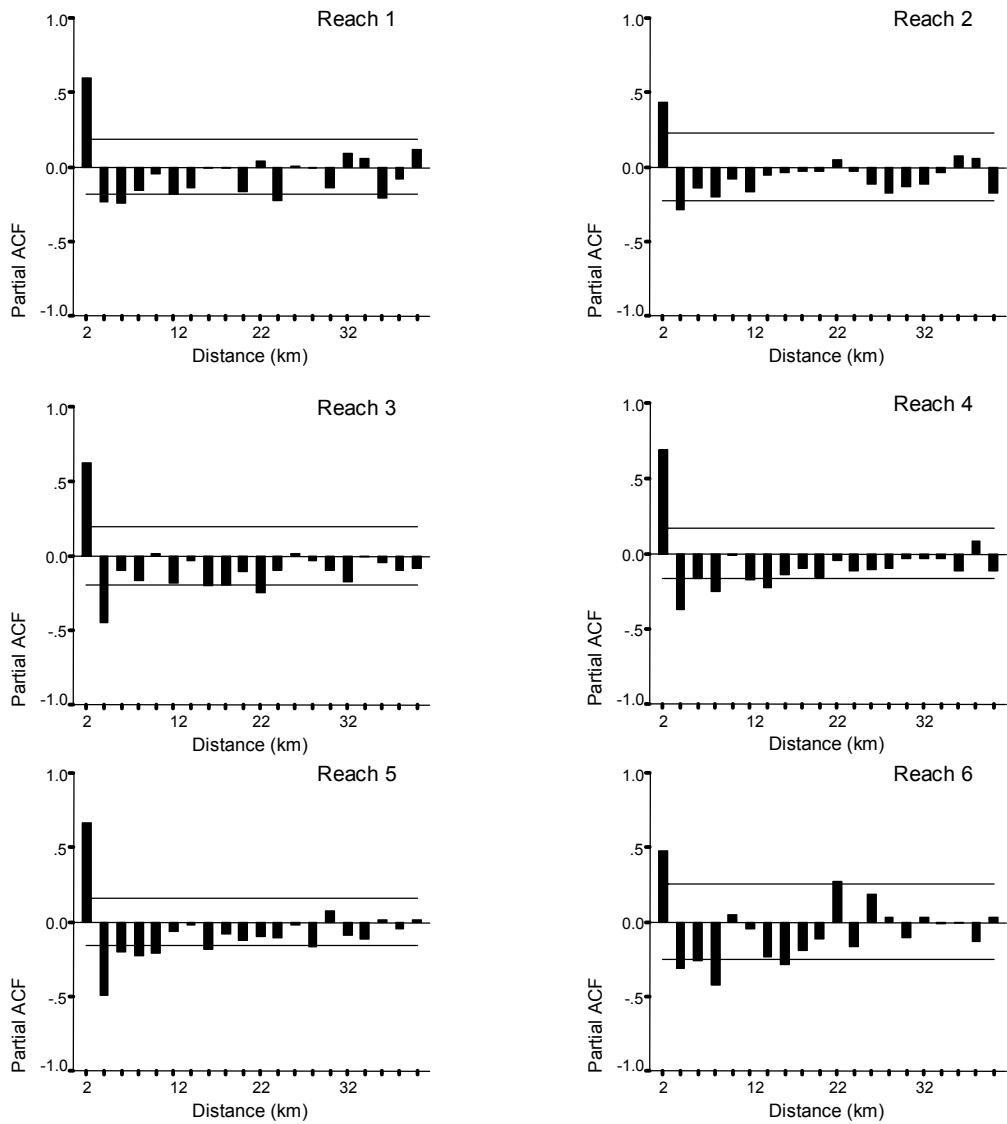 Reach 1
1.0
.5
0.0
-.5
-1.0
Partial ACF
2 12 22 32
Distance (km)
Reach 2
1.0
.5
0.0
-.5
-1.0
Partial ACF
2 12 22 32
Distance (km)
Reach 3
1.0
.5
0.0
-.5
-1.0
Partial ACF
2 12 22 32
Distance (km)
Reach 4
1.0
.5
0.0
-.5
-1.0
Partial ACF
2 12 22 32
Distance (km)
Reach 5
1.0
.5
0.0
-.5
-1.0
Partial ACF
2 12 22 32
Distance (km)
Reach 6
1.0
.5
0.0
-.5
-1.0
Partial ACF
2 12 22 32
Distance (km)